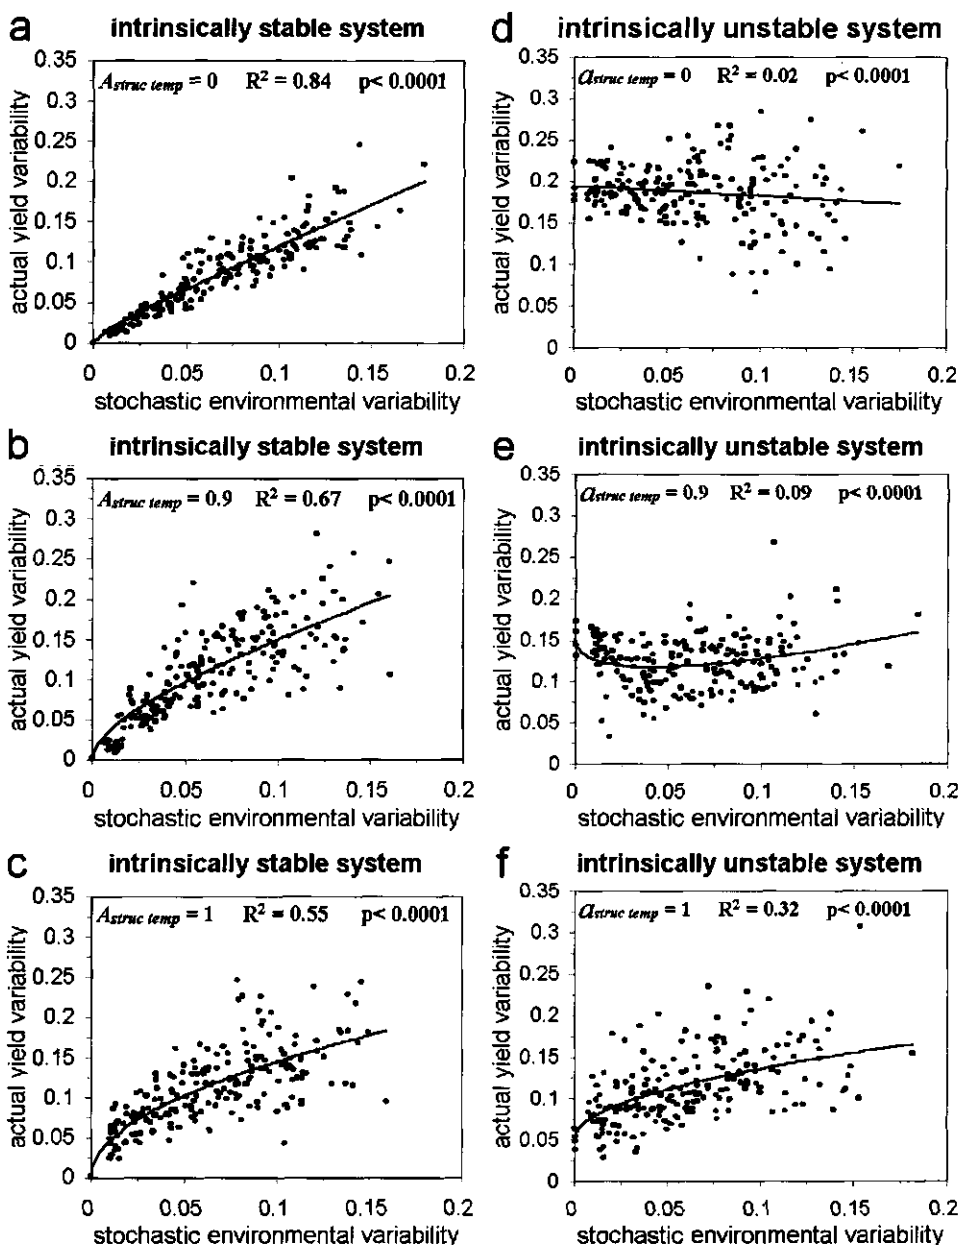 a intrinsically stable system
A struc temp = 0 R² = 0.84 p< 0.0001
actual yield variability
0.35
0.3
0.25
0.2
0.15
0.1
0.05
0
0 0.05 0.1 0.15 0.2
stochastic environmental variability
d intrinsically unstable system
a struc temp = 0 R² = 0.02 p< 0.0001
actual yield variability
0.35
0.3
0.25
0.2
0.15
0.1
0.05
0
0 0.05 0.1 0.15 0.2
stochastic environmental variability
b intrinsically stable system
A struc temp = 0.9 R² = 0.67 p< 0.0001
actual yield variability
0.35
0.3
0.25
0.2
0.15
0.1
0.05
0
0 0.05 0.1 0.15 0.2
stochastic environmental variability
e intrinsically unstable system
a struc temp = 0.9 R² = 0.09 p< 0.0001
actual yield variability
0.35
0.3
0.25
0.2
0.15
0.1
0.05
0
0 0.05 0.1 0.15 0.2
stochastic environmental variability
c intrinsically stable system
A struc temp = 1 R² = 0.55 p< 0.0001
actual yield variability
0.35
0.3
0.25
0.2
0.15
0.1
0.05
0
0 0.05 0.1 0.15 0.2
stochastic environmental variability
f intrinsically unstable system
a struc temp = 1 R² = 0.32 p< 0.0001
actual yield variability
0.35
0.3
0.25
0.2
0.15
0.1
0.05
0
0 0.05 0.1 0.15 0.2
stochastic environmental variability